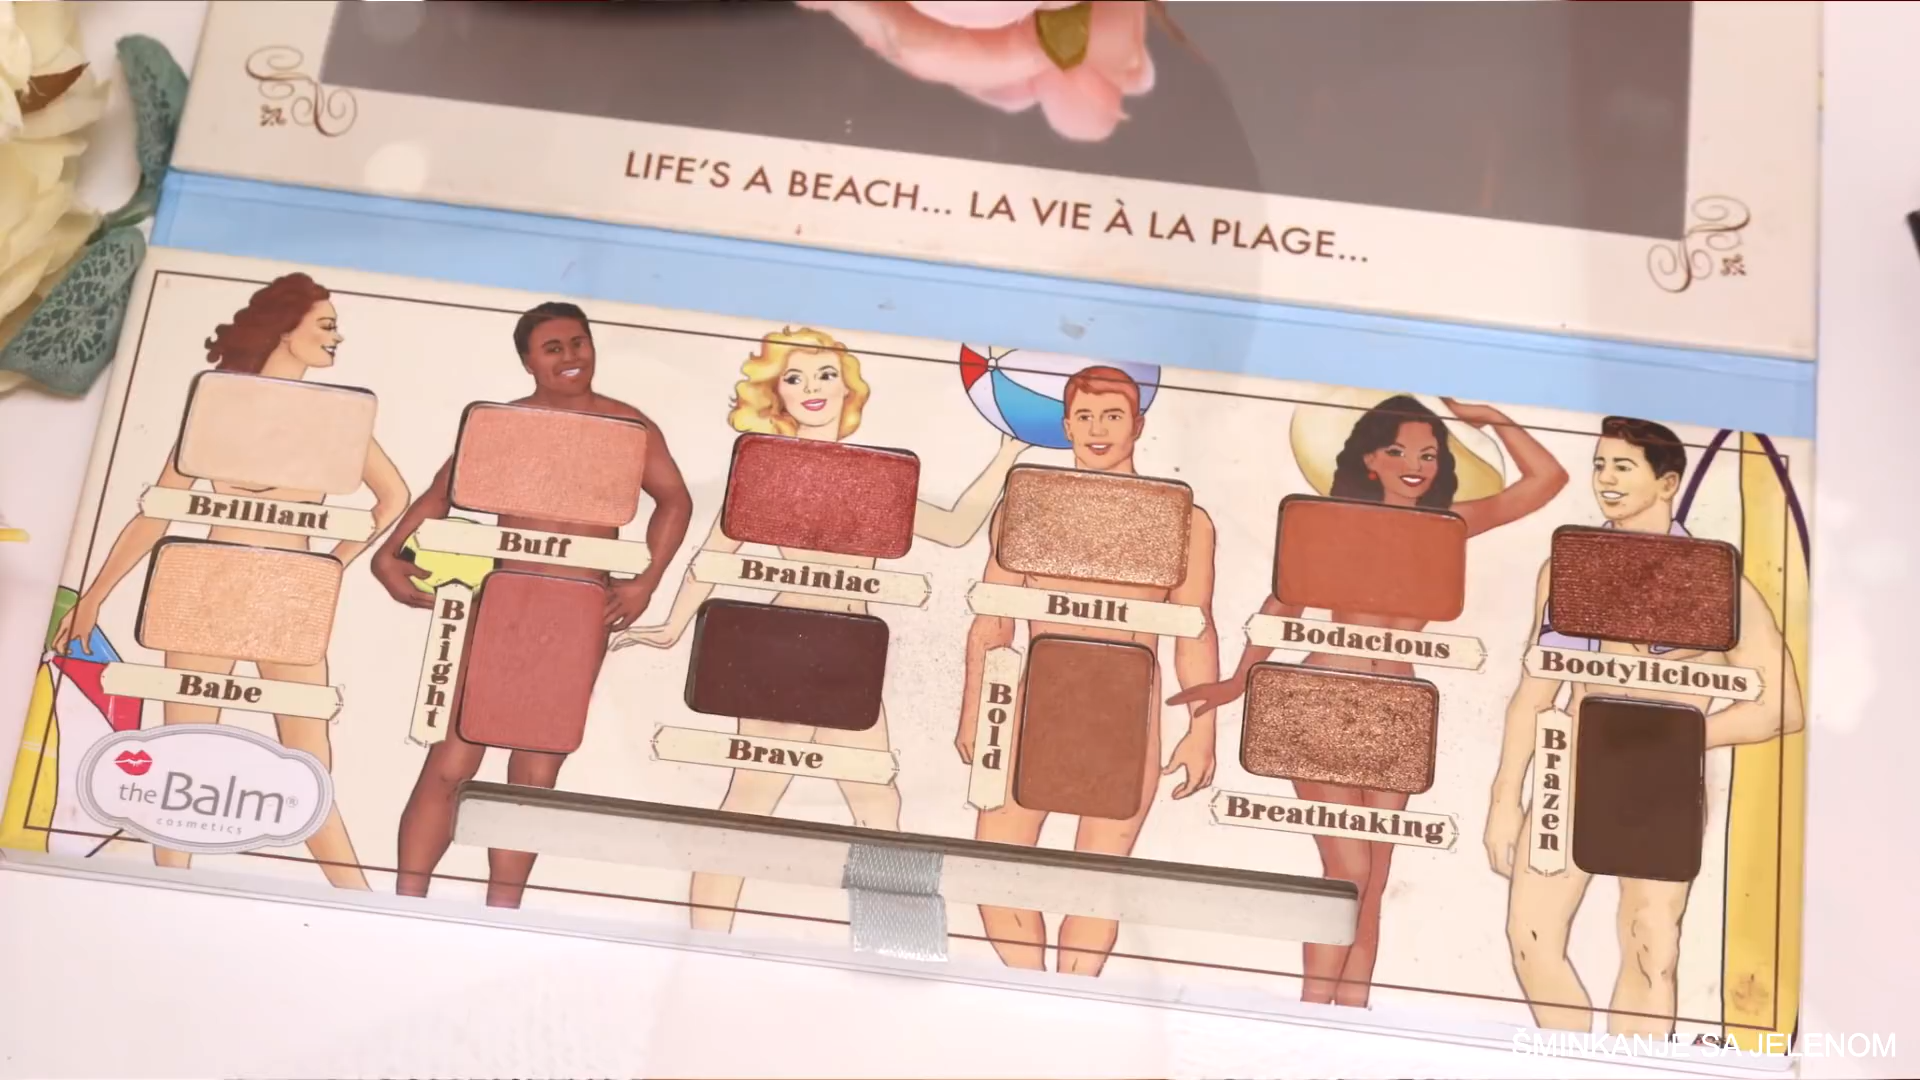 LIFE'S A BEACH... LA VIE À LA PLAGE...
Brilliant
Buff
Brainiac
Built
Bodacious
Bootylicious
Babe
Bright
Brave
Bold
Breathtaking
Brazen
theBalm®
cosmetics
ŠMINKANJE SA JELENOM